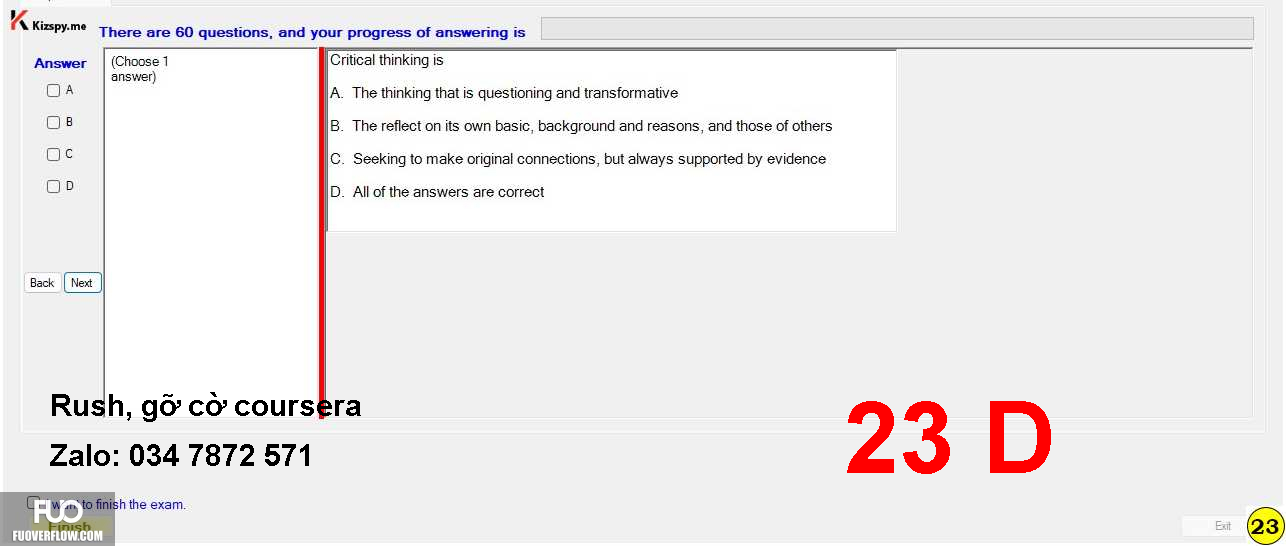 Kizspy.me
There are 60 questions, and your progress of answering is
Answer
(Choose 1
answer)
A
B
C
D
Critical thinking is
A. The thinking that is questioning and transformative
B. The reflect on its own basic, background and reasons, and those of others
C. Seeking to make original connections, but always supported by evidence
D. All of the answers are correct
Back
Next
Rush, gỡ cờ coursera
Zalo: 034 7872 571
23 D
I want to finish the exam.
FUO
Finish
FUOVERFLOW.COM
Exit
23